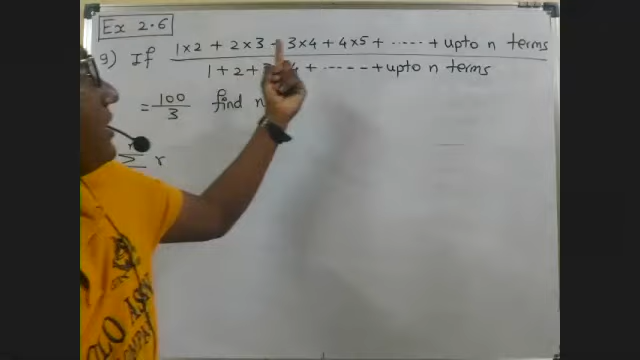 Ex 2.6
9) If 1×2 + 2×3 + 3×4 + 4×5 + ...... + upto n terms
1 + 2 + 4 + ...... + upto n terms
= 100/3 find n
Σ r